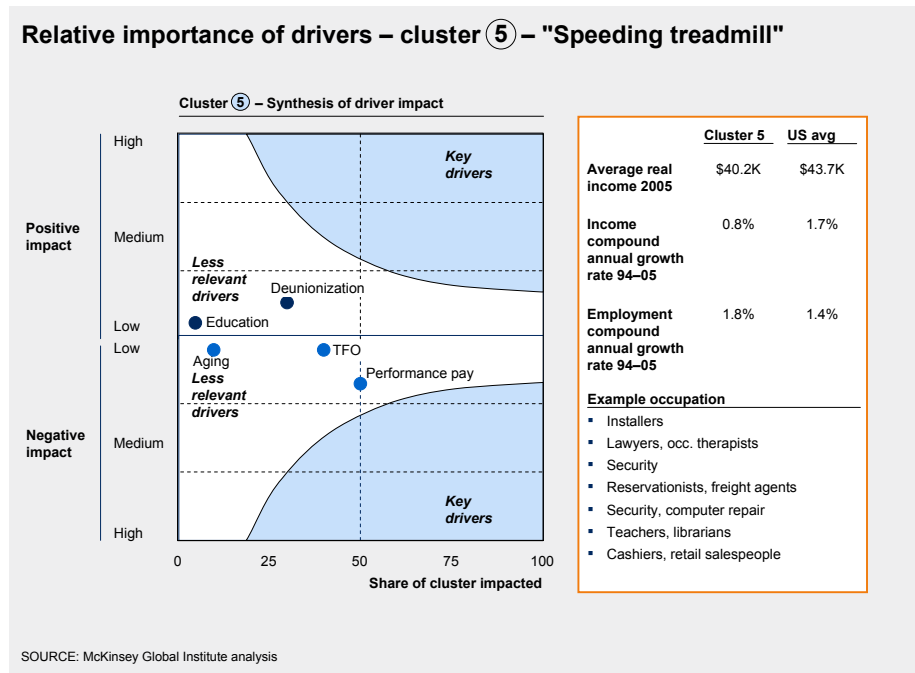 Relative importance of drivers – cluster 5 – "Speeding treadmill"
Cluster 5 – Synthesis of driver impact
High
Positive
impact
Medium
Low
Low
Negative
impact
Medium
High
Key
drivers
Less
relevant
drivers
Deunionization
Education
Aging
TFO
Performance pay
Less
relevant
drivers
Key
drivers
0 25 50 75 100
Share of cluster impacted
Cluster 5 US avg
Average real $40.2K $43.7K
income 2005
Income 0.8% 1.7%
compound
annual growth
rate 94–05
Employment 1.8% 1.4%
compound
annual growth
rate 94–05
Example occupation
▪ Installers
▪ Lawyers, occ. therapists
▪ Security
▪ Reservationists, freight agents
▪ Security, computer repair
▪ Teachers, librarians
▪ Cashiers, retail salespeople
SOURCE: McKinsey Global Institute analysis